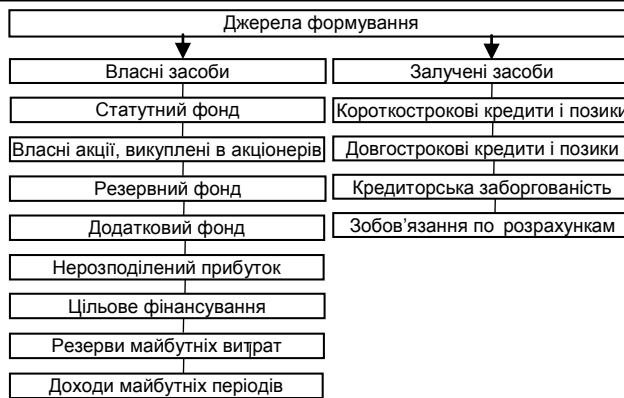 Джерела формування
Власні засоби
Статутний фонд
Власні акції, викуплені в акціонерів
Резервний фонд
Додатковий фонд
Нерозподілений прибуток
Цільове фінансування
Резерви майбутніх витрат
Доходи майбутніх періодів
Залучені засоби
Короткострокові кредити і позики
Довгострокові кредити і позики
Кредиторська заборгованість
Зобов’язання по розрахункам